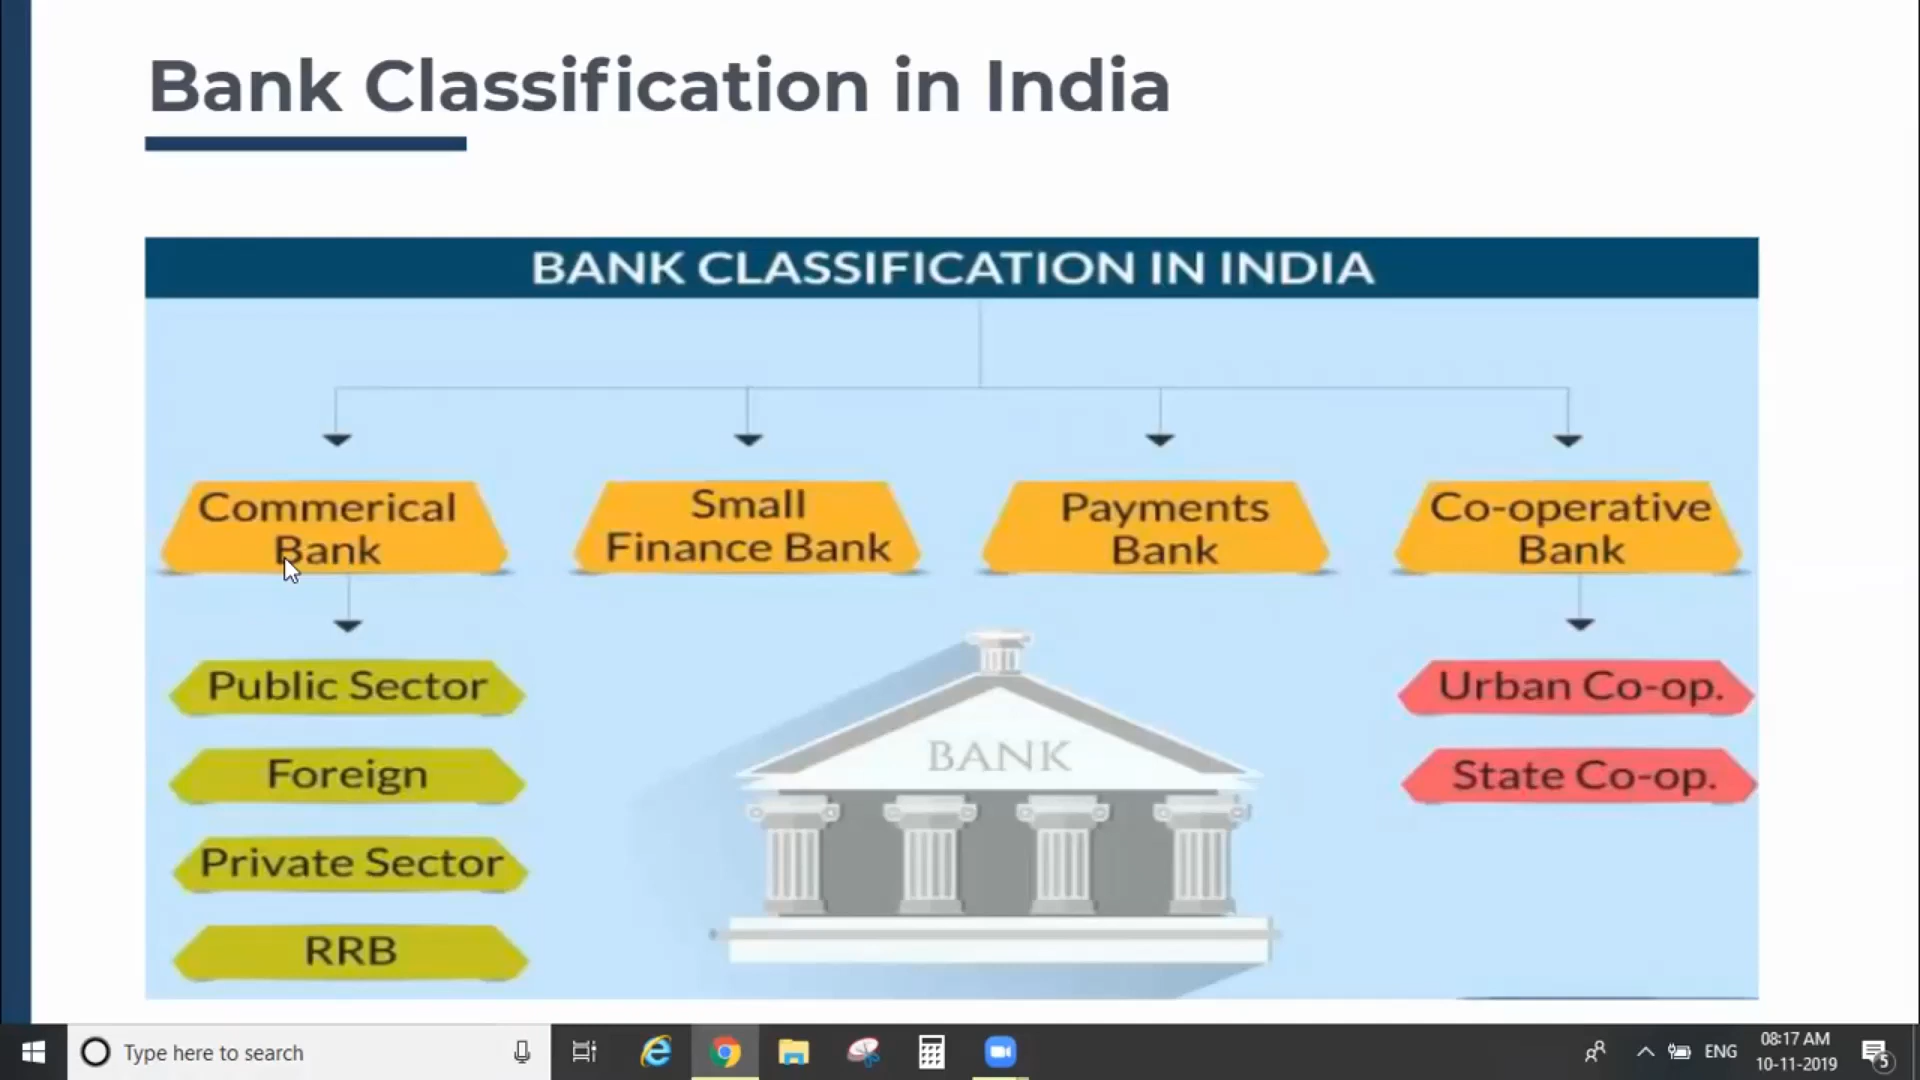 Bank Classification in India
BANK CLASSIFICATION IN INDIA
Commerical
Bank
Small
Finance Bank
Payments
Bank
Co-operative
Bank
Public Sector
Foreign
Private Sector
RRB
BANK
Urban Co-op.
State Co-op.
Type here to search
ENG
08:17 AM
10-11-2019
5